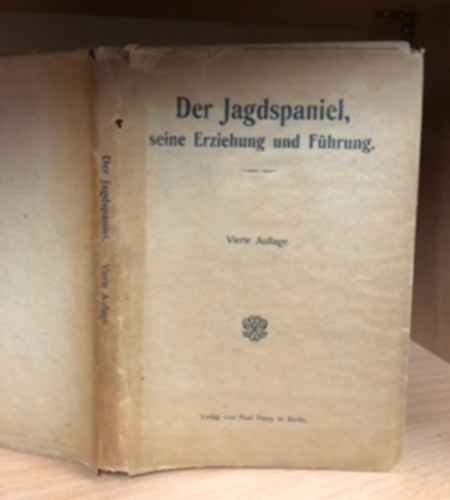 Der Jagdspaniel,
seine Erziehung und Führung.
Vierte Auflage.
Verlag von Paul Parey in Berlin.
Der Jagdspaniel. Vierte Auflage.